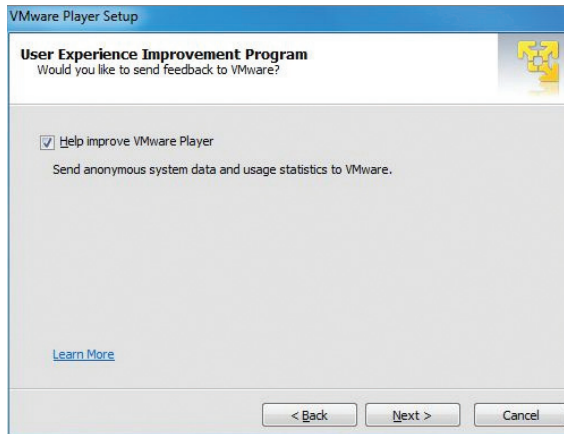 VMware Player Setup
User Experience Improvement Program
Would you like to send feedback to VMware?
Help improve VMware Player
Send anonymous system data and usage statistics to VMware.
Learn More
< Back Next > Cancel